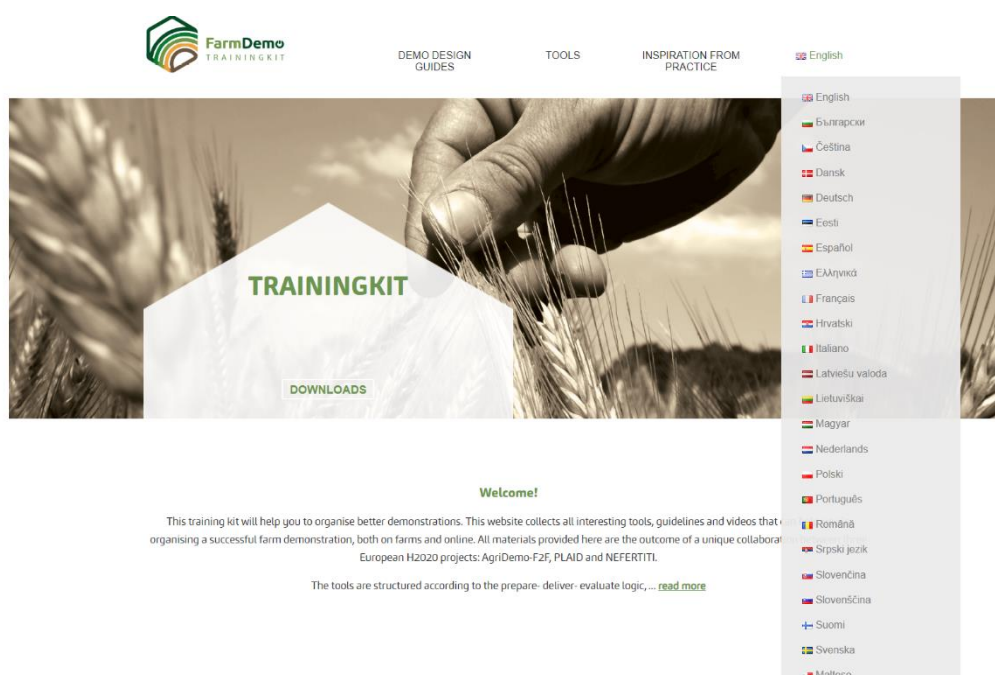 FarmDemo
TRAININGKIT
DEMO DESIGN
GUIDES
TOOLS
INSPIRATION FROM
PRACTICE
English
English
Български
Čeština
Dansk
Deutsch
Eesti
Español
Ελληνικά
Français
Hrvatski
Italiano
Latviešu valoda
Lietuviškai
Magyar
Nederlands
Polski
Português
Română
Srpski jezik
Slovenčina
Slovenščina
Suomi
Svenska
Maltese
TRAININGKIT
DOWNLOADS
Welcome!
This training kit will help you to organise better demonstrations. This website collects all interesting tools, guidelines and videos that
organising a successful farm demonstration, both on farms and online. All materials provided here are the outcome of a unique
European H2020 projects: AgriDemo-F2F, PLAID and NEFERTITI.
The tools are structured according to the prepare- deliver- evaluate logic,... read more